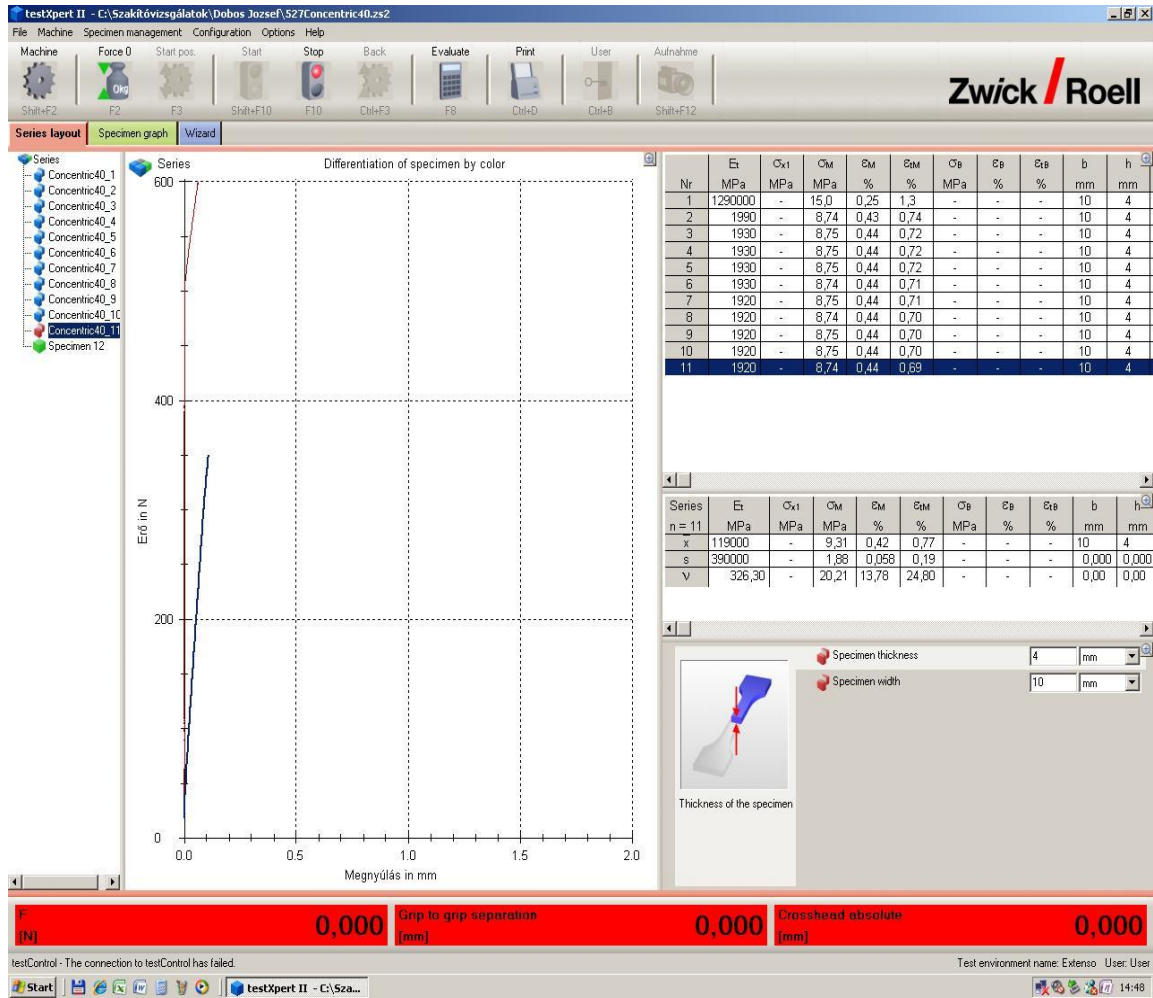 testXpert II - C:\Szakítóvizsgálatok\Dobos Jozsef\527Concentric40.zs2
File Machine Specimen management Configuration Options Help
Machine Force 0 Start pos. Start Stop Back Evaluate Print User Aufnahme
0kg
Shift+F2 F2 F3 Shift+F10 F10 Ctrl+F3 F8 Ctrl+D Ctrl+B Shift+F12
Zwick Roell
Series layout Specimen graph Wizard
Series
Concentric40_1
Concentric40_2
Concentric40_3
Concentric40_4
Concentric40_5
Concentric40_6
Concentric40_7
Concentric40_8
Concentric40_9
Concentric40_10
Concentric40_11
Specimen 12
Series Differentiation of specimen by color
600
400
200
0
Erő in N
0.0 0.5 1.0 1.5 2.0
Megnyúlás in mm
Et σx1 σM εM εtM σB εB εtB b h
Nr MPa MPa MPa % % MPa % % mm mm
1 1290000 - 15,0 0,25 1,3 - - - 10 4
2 1990 - 8,74 0,43 0,74 - - - 10 4
3 1930 - 8,75 0,44 0,72 - - - 10 4
4 1930 - 8,75 0,44 0,72 - - - 10 4
5 1930 - 8,75 0,44 0,72 - - - 10 4
6 1930 - 8,74 0,44 0,71 - - - 10 4
7 1920 - 8,75 0,44 0,71 - - - 10 4
8 1920 - 8,74 0,44 0,70 - - - 10 4
9 1920 - 8,75 0,44 0,70 - - - 10 4
10 1920 - 8,75 0,44 0,70 - - - 10 4
11 1920 - 8,74 0,44 0,69 - - - 10 4
Series Et σx1 σM εM εtM σB εB εtB b h
n = 11 MPa MPa MPa % % MPa % % mm mm
x̄ 119000 - 9,31 0,42 0,77 - - - 10 4
s 390000 - 1,88 0,058 0,19 - - - 0,000 0,000
ν 326,30 - 20,21 13,78 24,80 - - - 0,00 0,00
Specimen thickness 4 mm
Specimen width 10 mm
Thickness of the specimen
F [N] 0,000
Grip to grip separation [mm] 0,000
Crosshead absolute [mm] 0,000
testControl - The connection to testControl has failed. Test environment name: Extenso User: User
Start testXpert II - C:\Sza... 14:48